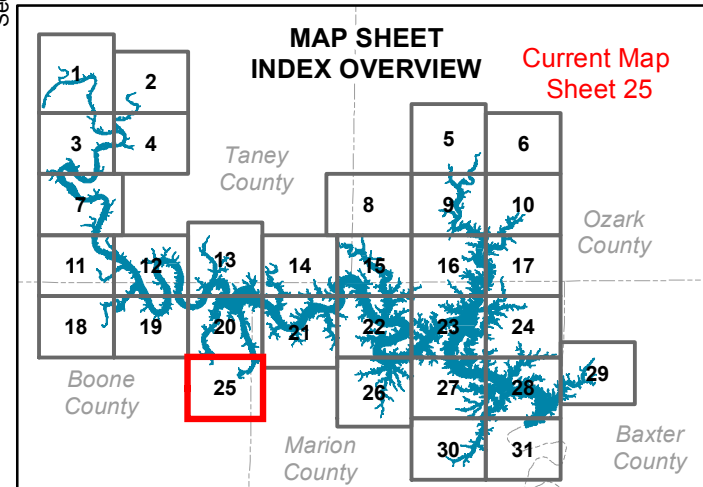 Se
MAP SHEET
INDEX OVERVIEW
Current Map
Sheet 25
1
2
3
4
Taney
County
5
6
7
8
9
10
Ozark
County
11
12
13
14
15
16
17
18
19
20
21
22
23
24
Boone
County
25
26
27
28
29
Marion
County
30
31
Baxter
County